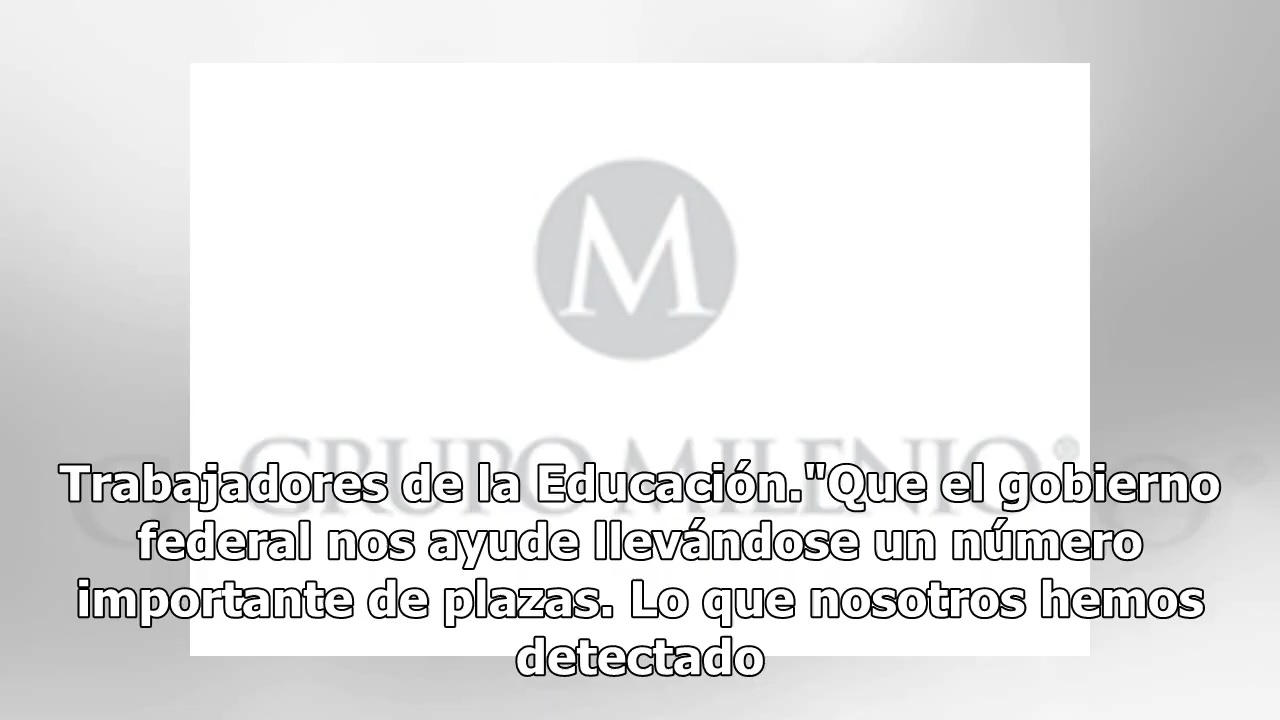 M
GRUPO MILENIO®
Trabajadores de la Educación."Que el gobierno
federal nos ayude llevándose un número
importante de plazas. Lo que nosotros hemos
detectado